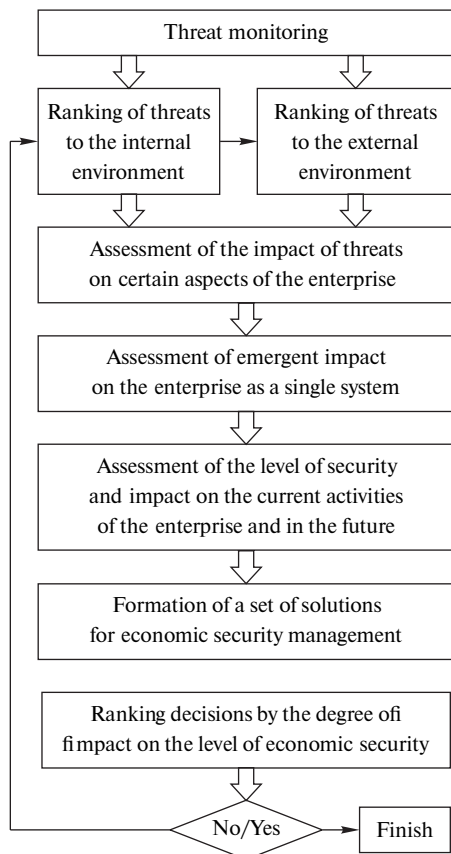 Threat monitoring
Ranking of threats
to the internal
environment
Ranking of threats
to the external
environment
Assessment of the impact of threats
on certain aspects of the enterprise
Assessment of emergent impact
on the enterprise as a single system
Assessment of the level of security
and impact on the current activities
of the enterprise and in the future
Formation of a set of solutions
for economic security management
Ranking decisions by the degree ofi
fimpact on the level of economic security
No/Yes
Finish